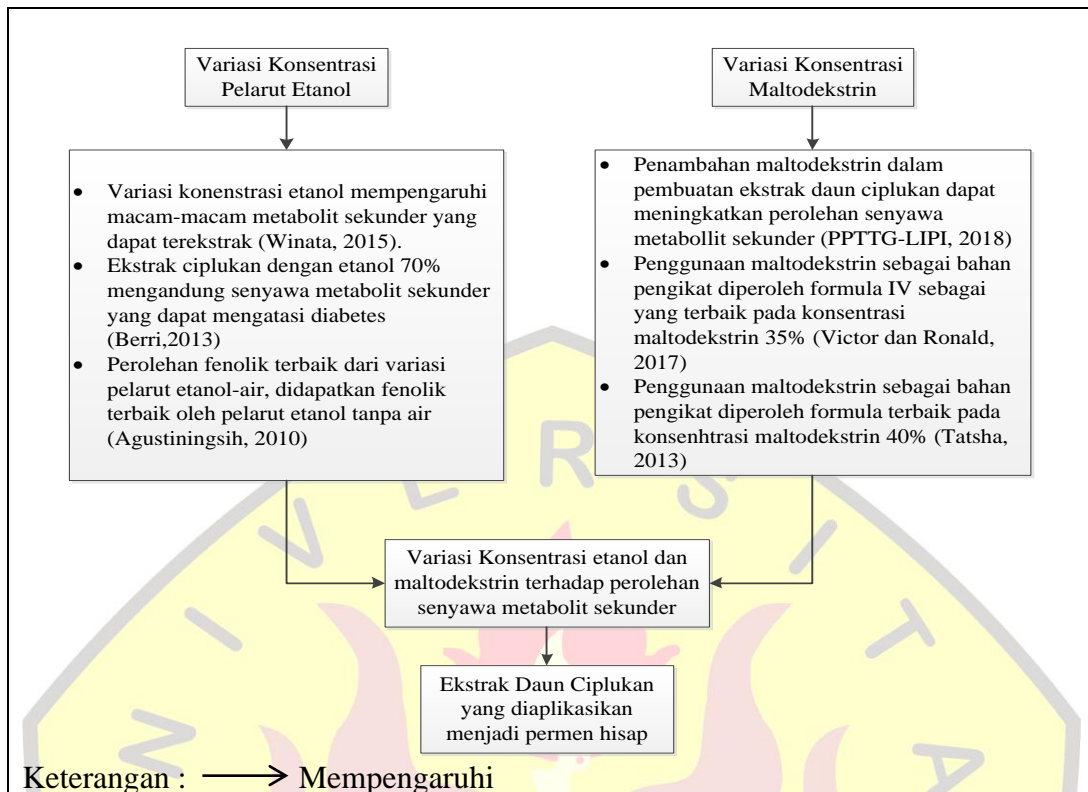 Variasi Konsentrasi
Pelarut Etanol
Variasi Konsentrasi
Maltodekstrin
• Variasi konenstrasi etanol mempengaruhi
macam-macam metabolit sekunder yang
dapat terekstrak (Winata, 2015).
• Ekstrak ciplukan dengan etanol 70%
mengandung senyawa metabolit sekunder
yang dapat mengatasi diabetes
(Berri,2013)
• Perolehan fenolik terbaik dari variasi
pelarut etanol-air, didapatkan fenolik
terbaik oleh pelarut etanol tanpa air
(Agustiningsih, 2010)
• Penambahan maltodekstrin dalam
pembuatan ekstrak daun ciplukan dapat
meningkatkan perolehan senyawa
metabollit sekunder (PPTTG-LIPI, 2018)
• Penggunaan maltodekstrin sebagai bahan
pengikat diperoleh formula IV sebagai
yang terbaik pada konsentrasi
maltodekstrin 35% (Victor dan Ronald,
2017)
• Penggunaan maltodekstrin sebagai bahan
pengikat diperoleh formula terbaik pada
konsenhtrasi maltodekstrin 40% (Tatsha,
2013)
Variasi Konsentrasi etanol dan
maltodekstrin terhadap perolehan
senyawa metabolit sekunder
Ekstrak Daun Ciplukan
yang diaplikasikan
menjadi permen hisap
Keterangan : ⟶ Mempengaruhi
NIVERSITA